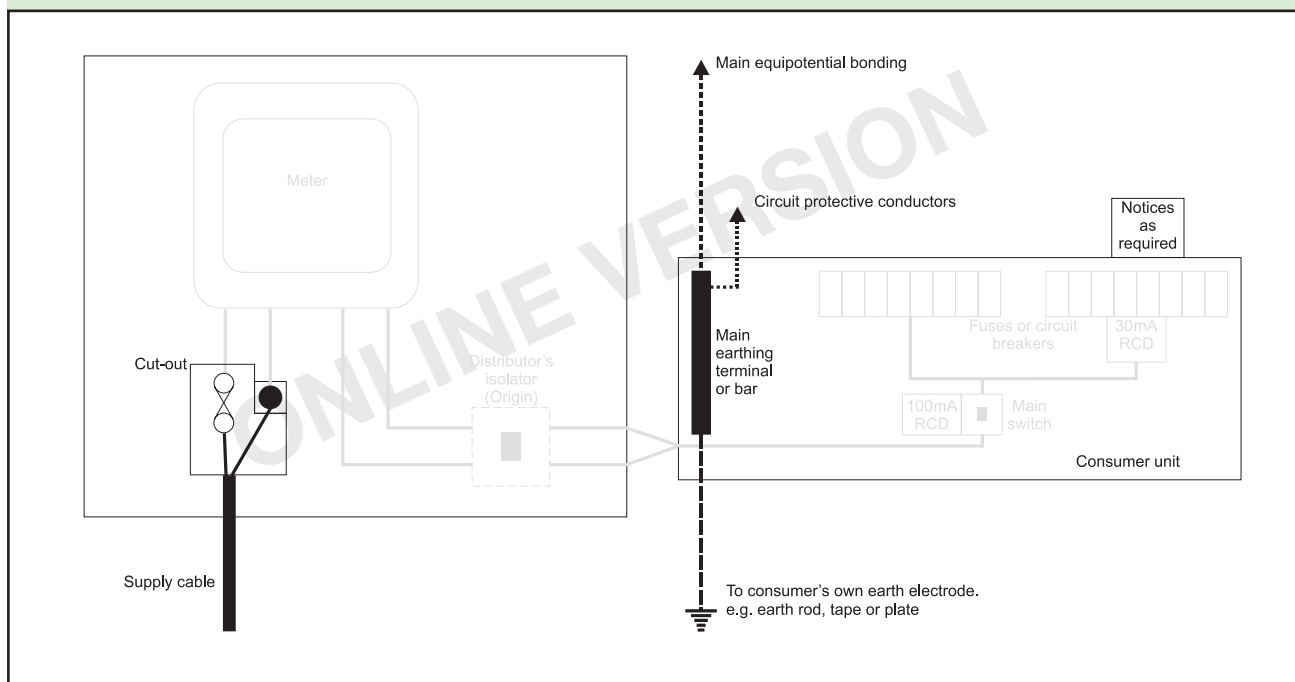 Main equipotential bonding
Meter
Circuit protective conductors
Notices
as
required
Fuses or circuit
breakers
30mA
RCD
Cut-out
Distributor's
isolator
(Origin)
Main
earthing
terminal
or bar
100mA
RCD
Main
switch
Consumer unit
Supply cable
To consumer's own earth electrode.
e.g. earth rod, tape or plate
ONLINE VERSION